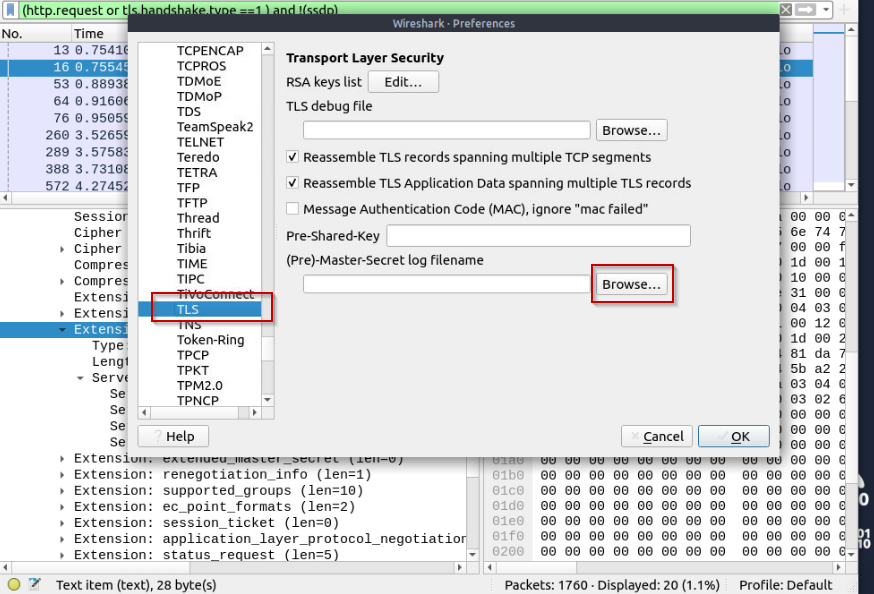 (http.request or tls.handshake.type ==1 ) and !(ssdp)
Wireshark · Preferences
No. Time
13 0.75410
16 0.75545
53 0.88938
64 0.91606
76 0.95059
260 3.52659
289 3.57583
388 3.73108
572 4.27452
TCPENCAP
TCPROS
TDMoE
TDMoP
TDS
TeamSpeak2
TELNET
Teredo
TETRA
TFP
TFTP
Thread
Thrift
Tibia
TIME
TIPC
TiVoConnect
TLS
TNS
Token-Ring
TPCP
TPKT
TPM2.0
TPNCP
Transport Layer Security
RSA keys list Edit…
TLS debug file
Browse…
Reassemble TLS records spanning multiple TCP segments
Reassemble TLS Application Data spanning multiple TLS records
Message Authentication Code (MAC), ignore "mac failed"
Pre-Shared-Key
(Pre)-Master-Secret log filename
Browse…
Help Cancel OK
Session
Cipher
Cipher
Compres
Compres
Extensi
Extensi
Extensi
Type
Lengt
Serve
Se
Se
Se
Se
Extension: extended_master_secret (len=0)
Extension: renegotiation_info (len=1)
Extension: supported_groups (len=10)
Extension: ec_point_formats (len=2)
Extension: session_ticket (len=0)
Extension: application_layer_protocol_negotiation
Extension: status_request (len=5)
01a0 00 00 00 00 00 00 00 00 00 00 00 00
01b0 00 00 00 00 00 00 00 00 00 00 00 00
01c0 00 00 00 00 00 00 00 00 00 00 00 00
01d0 00 00 00 00 00 00 00 00 00 00 00 00
01e0 00 00 00 00 00 00 00 00 00 00 00 00
01f0 00 00 00 00 00 00 00 00 00 00 00 00
0200 00 00 00 00 00 00 00 00 00 00 00 00
Text item (text), 28 byte(s) Packets: 1760 · Displayed: 20 (1.1%) Profile: Default